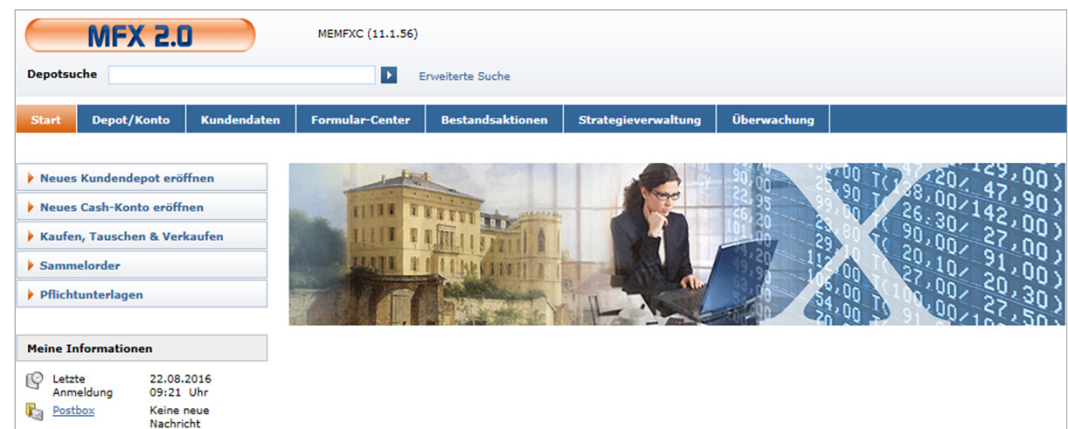 MFX 2.0
MEMFXC (11.1.56)
Depotsuche
Erweiterte Suche
Start Depot/Konto Kundendaten Formular-Center Bestandsaktionen Strategieverwaltung Überwachung
Neues Kundendepot eröffnen
Neues Cash-Konto eröffnen
Kaufen, Tauschen & Verkaufen
Sammelorder
Pflichtunterlagen
Meine Informationen
Letzte 22.08.2016
Anmeldung 09:21 Uhr
Postbox Keine neue
Nachricht